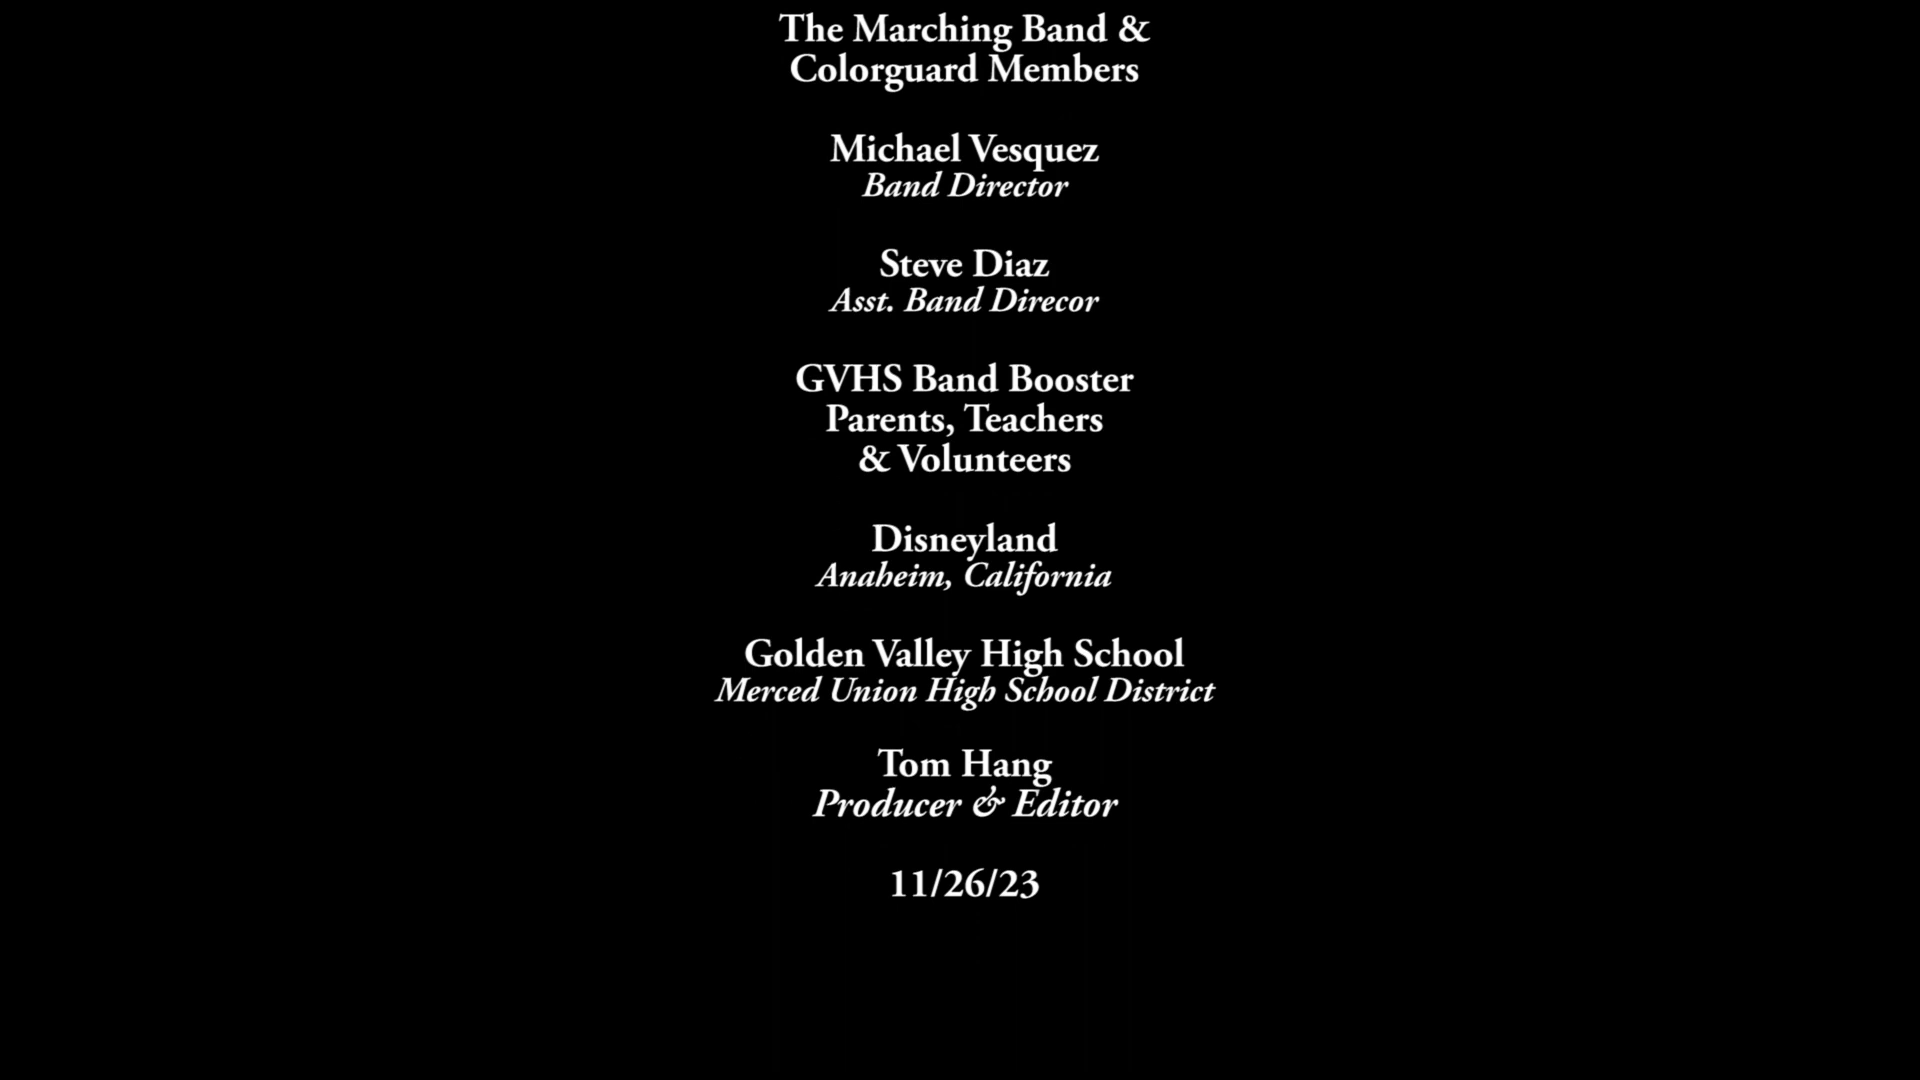 The Marching Band &
Colorguard Members
Michael Vesquez
Band Director
Steve Diaz
Asst. Band Direcor
GVHS Band Booster
Parents, Teachers
& Volunteers
Disneyland
Anaheim, California
Golden Valley High School
Merced Union High School District
Tom Hang
Producer & Editor
11/26/23